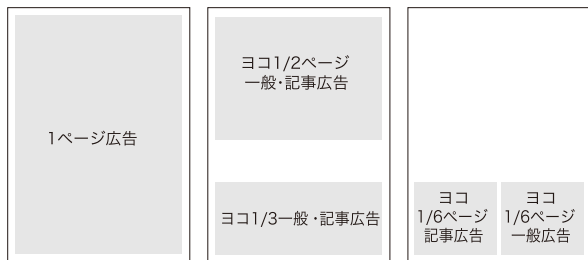 1ページ広告
ヨコ1/2ページ
一般・記事広告
ヨコ1/3一般・記事広告
ヨコ
1/6ページ
記事広告
ヨコ
1/6ページ
一般広告